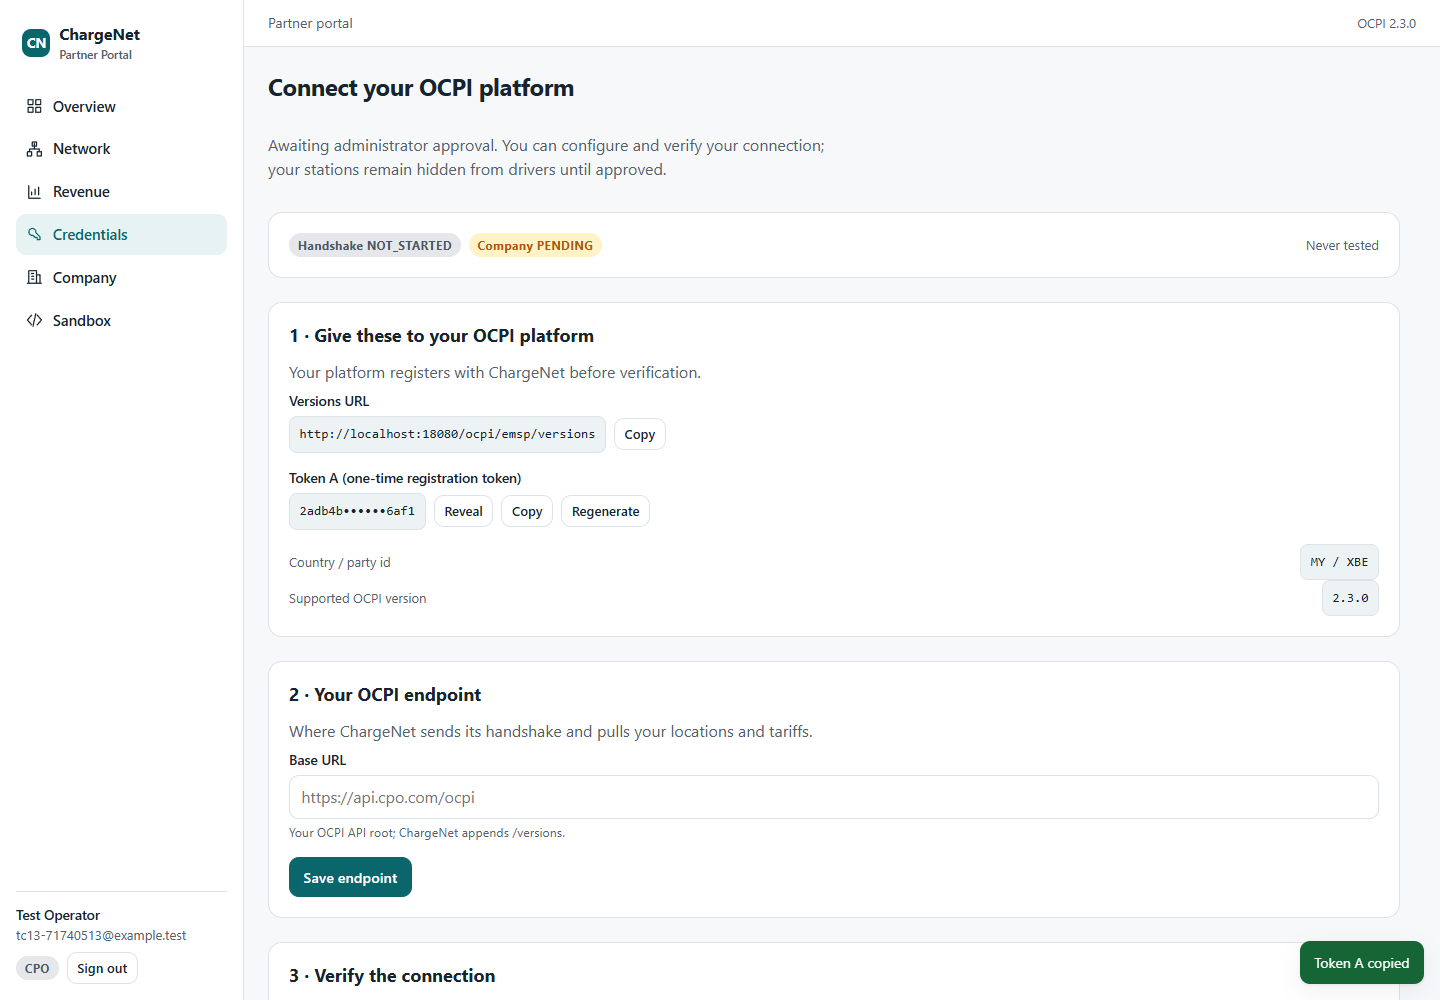 CN
ChargeNet
Partner Portal
Overview
Network
Revenue
Credentials
Company
Sandbox
Test Operator
tc13-71740513@example.test
CPO
Sign out
Partner portal
OCPI 2.3.0
Connect your OCPI platform
Awaiting administrator approval. You can configure and verify your connection;
your stations remain hidden from drivers until approved.
Handshake NOT_STARTED
Company PENDING
Never tested
1 · Give these to your OCPI platform
Your platform registers with ChargeNet before verification.
Versions URL
http://localhost:18080/ocpi/emsp/versions
Copy
Token A (one-time registration token)
2adb4b••••••6af1
Reveal
Copy
Regenerate
Country / party id
MY / XBE
Supported OCPI version
2.3.0
2 · Your OCPI endpoint
Where ChargeNet sends its handshake and pulls your locations and tariffs.
Base URL
https://api.cpo.com/ocpi
Your OCPI API root; ChargeNet appends /versions.
Save endpoint
3 · Verify the connection
Token A copied